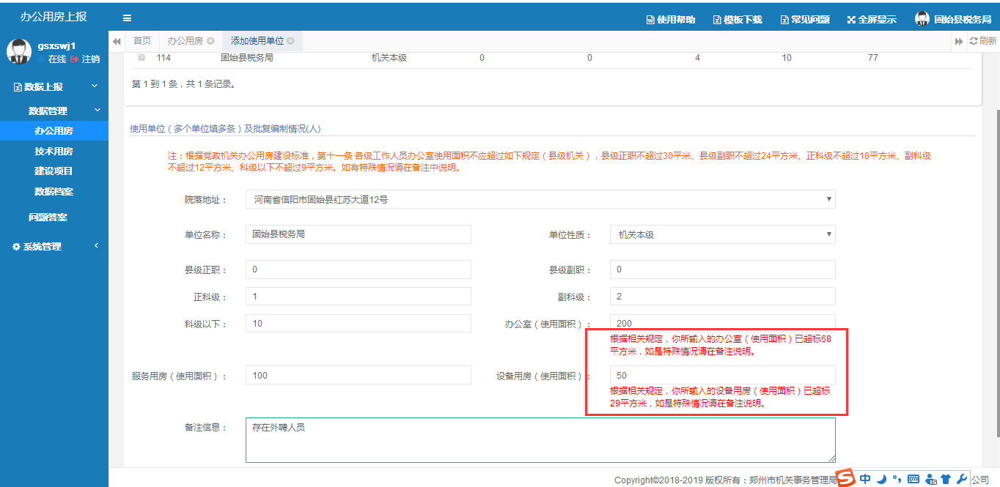 办公用房上报
使用帮助 模板下载 常见问题 全屏显示 固始县税务局
gsxswj1
在线 注销
首页 办公用房 添加使用单位 刷新
数据上报
数据管理
办公用房
技术用房
建设项目
数据档案
问题答案
系统管理
114 固始县税务局 机关本级 0 0 4 10 77
第 1 到 1 条，共 1 条记录。
使用单位（多个单位填多条）及批复编制情况(人)
注：根据党政机关办公用房建设标准，第十一条 各级工作人员办公室使用面积不应超过如下规定（县级机关），县级正职不超过30平米、县级副职不超过24平方米、正科级不超过18平方米、副科级
不超过12平方米、科级以下不超过9平方米。如有特殊情况请在备注中说明。
院落地址： 河南省信阳市固始县红苏大道12号
单位名称： 固始县税务局 单位性质： 机关本级
县级正职： 0 县级副职： 0
正科级： 1 副科级： 2
科级以下： 10 办公室（使用面积）： 200
根据相关规定，你所输入的办公室（使用面积）已超标68
平方米，如是特殊情况请在备注说明。
服务用房（使用面积）： 100 设备用房（使用面积）： 50
根据相关规定，你所输入的设备用房（使用面积）已超标
29平方米，如是特殊情况请在备注说明。
备注信息： 存在外聘人员
Copyright©2018-2019 版权所有：郑州市机关事务管理局
S 中
公司